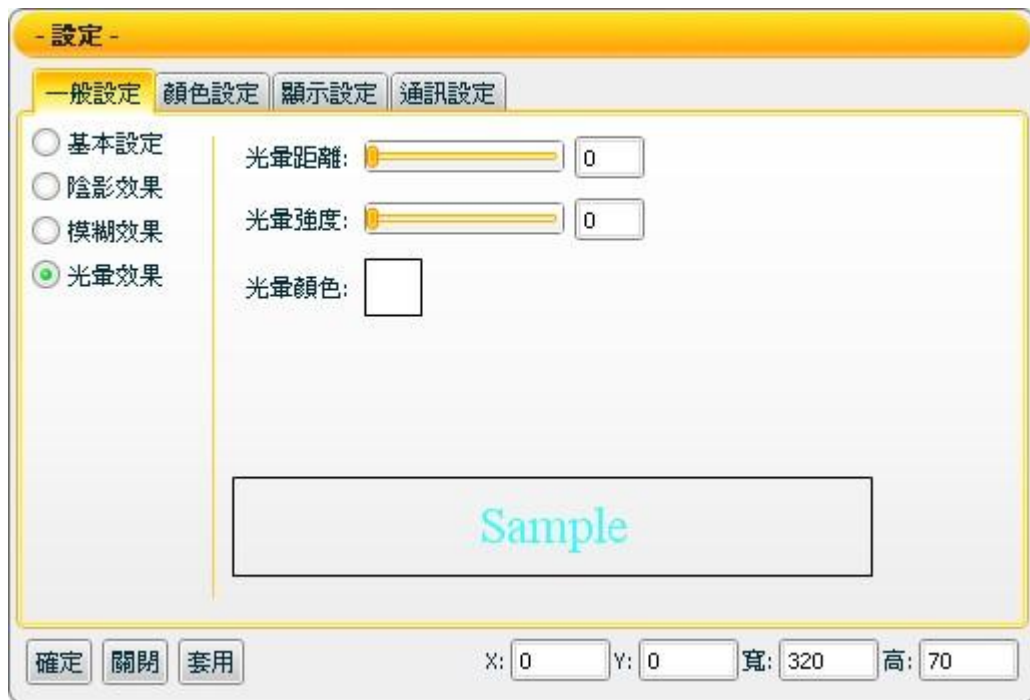 - 設定 -
一般設定 顏色設定 顯示設定 通訊設定
基本設定
陰影效果
模糊效果
光暈效果
光暈距離: 0
光暈強度: 0
光暈顏色:
Sample
確定 關閉 套用 X: 0 Y: 0 寬: 320 高: 70